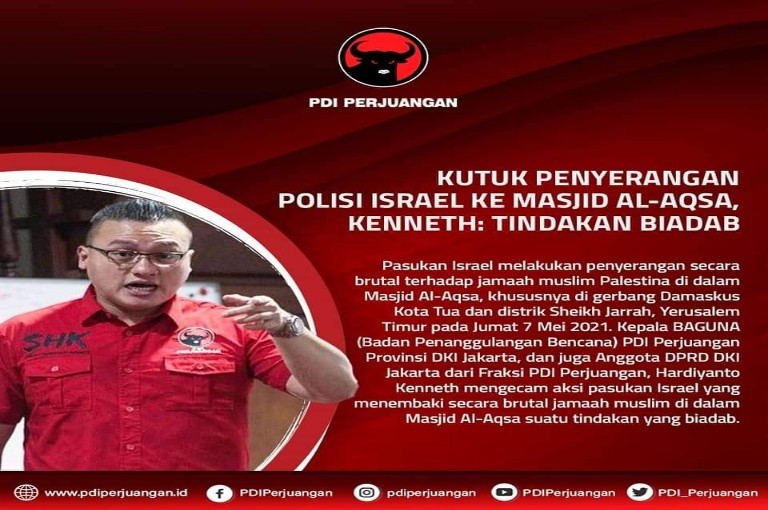 PDI PERJUANGAN
KUTUK PENYERANGAN
POLISI ISRAEL KE MASJID AL-AQSA,
KENNETH: TINDAKAN BIADAB
Pasukan Israel melakukan penyerangan secara
brutal terhadap jamaah muslim Palestina di dalam
Masjid Al-Aqsa, khususnya di gerbang Damaskus
Kota Tua dan distrik Sheikh Jarrah, Yerusalem
Timur pada Jumat 7 Mei 2021. Kepala BAGUNA
(Badan Penanggulangan Bencana) PDI Perjuangan
Provinsi DKI Jakarta, dan juga Anggota DPRD DKI
Jakarta dari Fraksi PDI Perjuangan, Hardiyanto
Kenneth mengecam aksi pasukan Israel yang
menembaki secara brutal jamaah muslim di dalam
Masjid Al-Aqsa suatu tindakan yang biadab.
SHK
PDI PERJUANGAN
www.pdiperjuangan.id PDIPerjuangan pdiperjuangan PDIPerjuangan PDI_Perjuangan